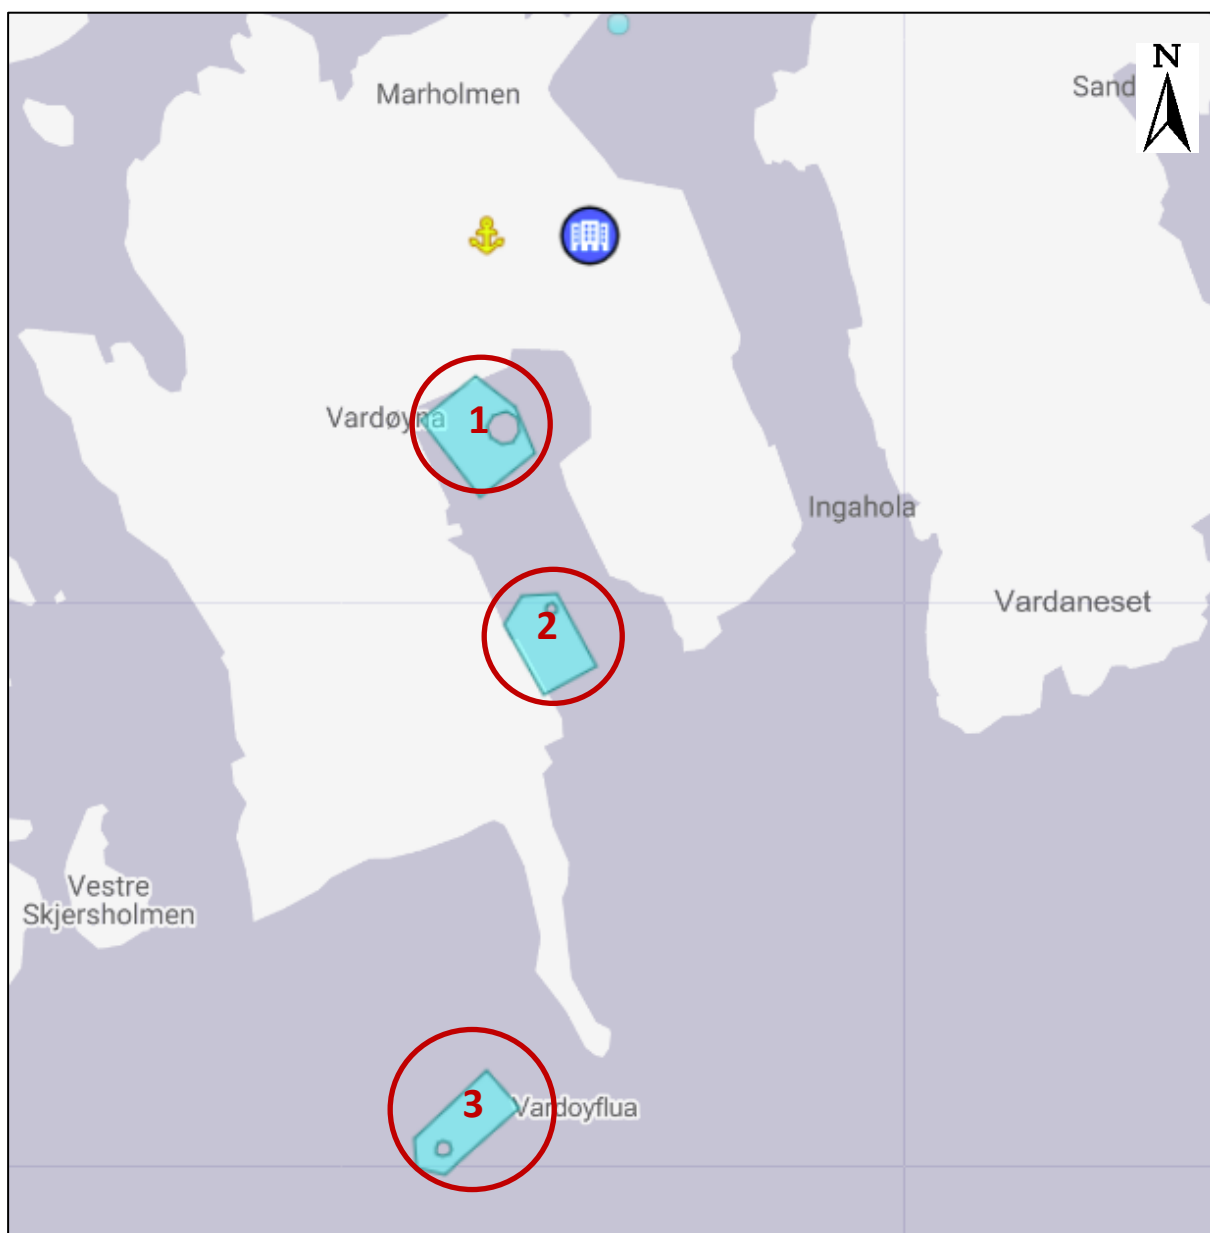 N
Marholmen
Sand
Vardøyna
1
Ingahola
2
Vardaneset
Vestre
Skjersholmen
3
Vardoyflua